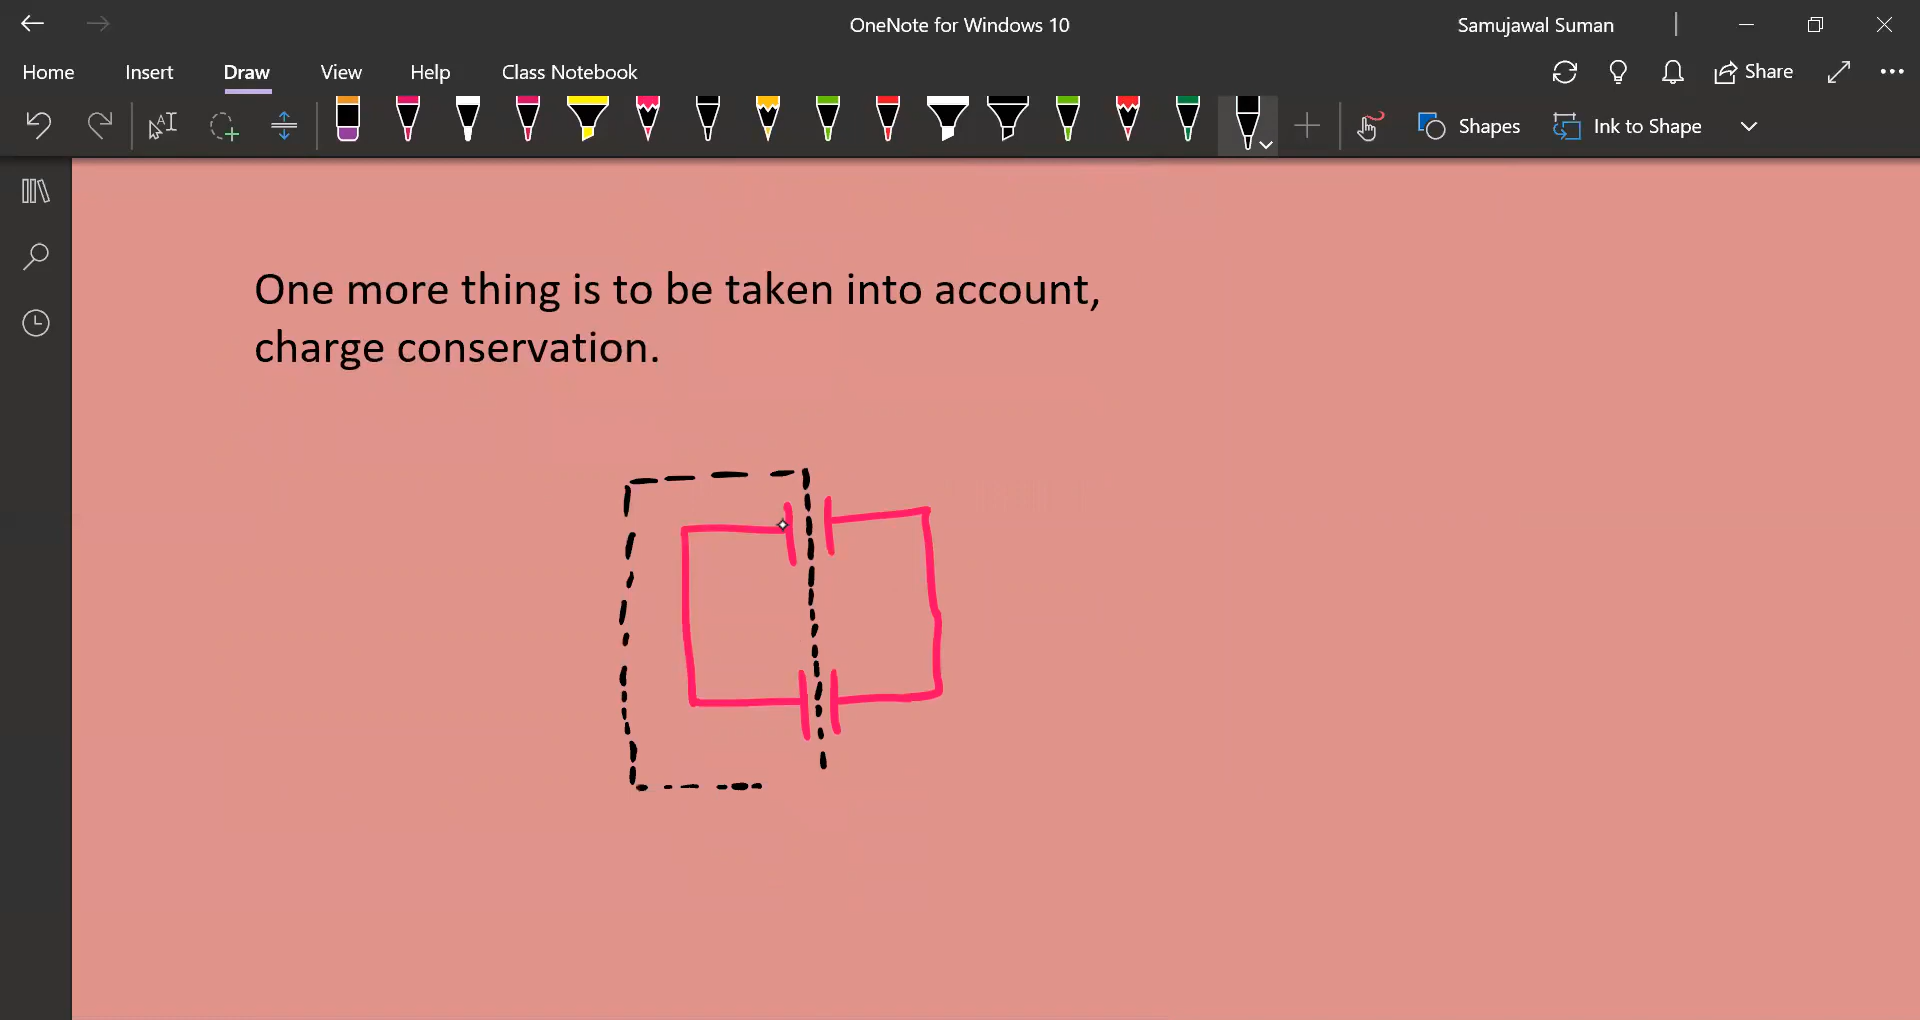 OneNote for Windows 10
Samujawal Suman
Home Insert Draw View Help Class Notebook
Share
Shapes
Ink to Shape
One more thing is to be taken into account,
charge conservation.